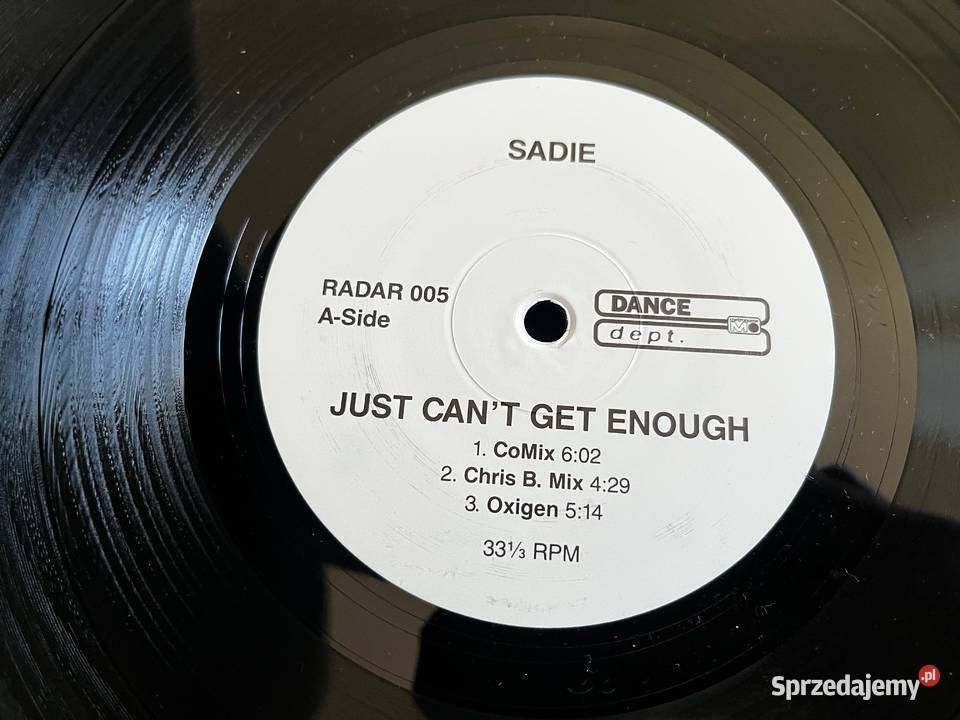 SADIE
RADAR 005
A-Side
DANCE
dept.
JUST CAN'T GET ENOUGH
1. CoMix 6:02
2. Chris B. Mix 4:29
3. Oxigen 5:14
33⅓ RPM
Sprzedajemy.pl